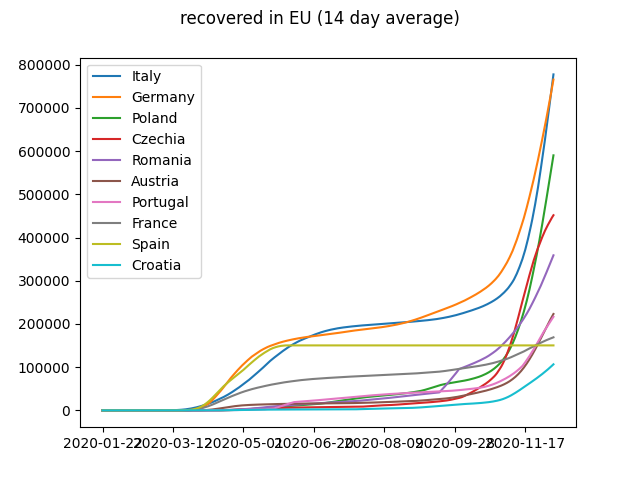 recovered in EU (14 day average)
800000
700000
600000
500000
400000
300000
200000
100000
0
Italy
Germany
Poland
Czechia
Romania
Austria
Portugal
France
Spain
Croatia
2020-01-22 2020-03-12 2020-05-01 2020-06-20 2020-08-09 2020-09-28 2020-11-17